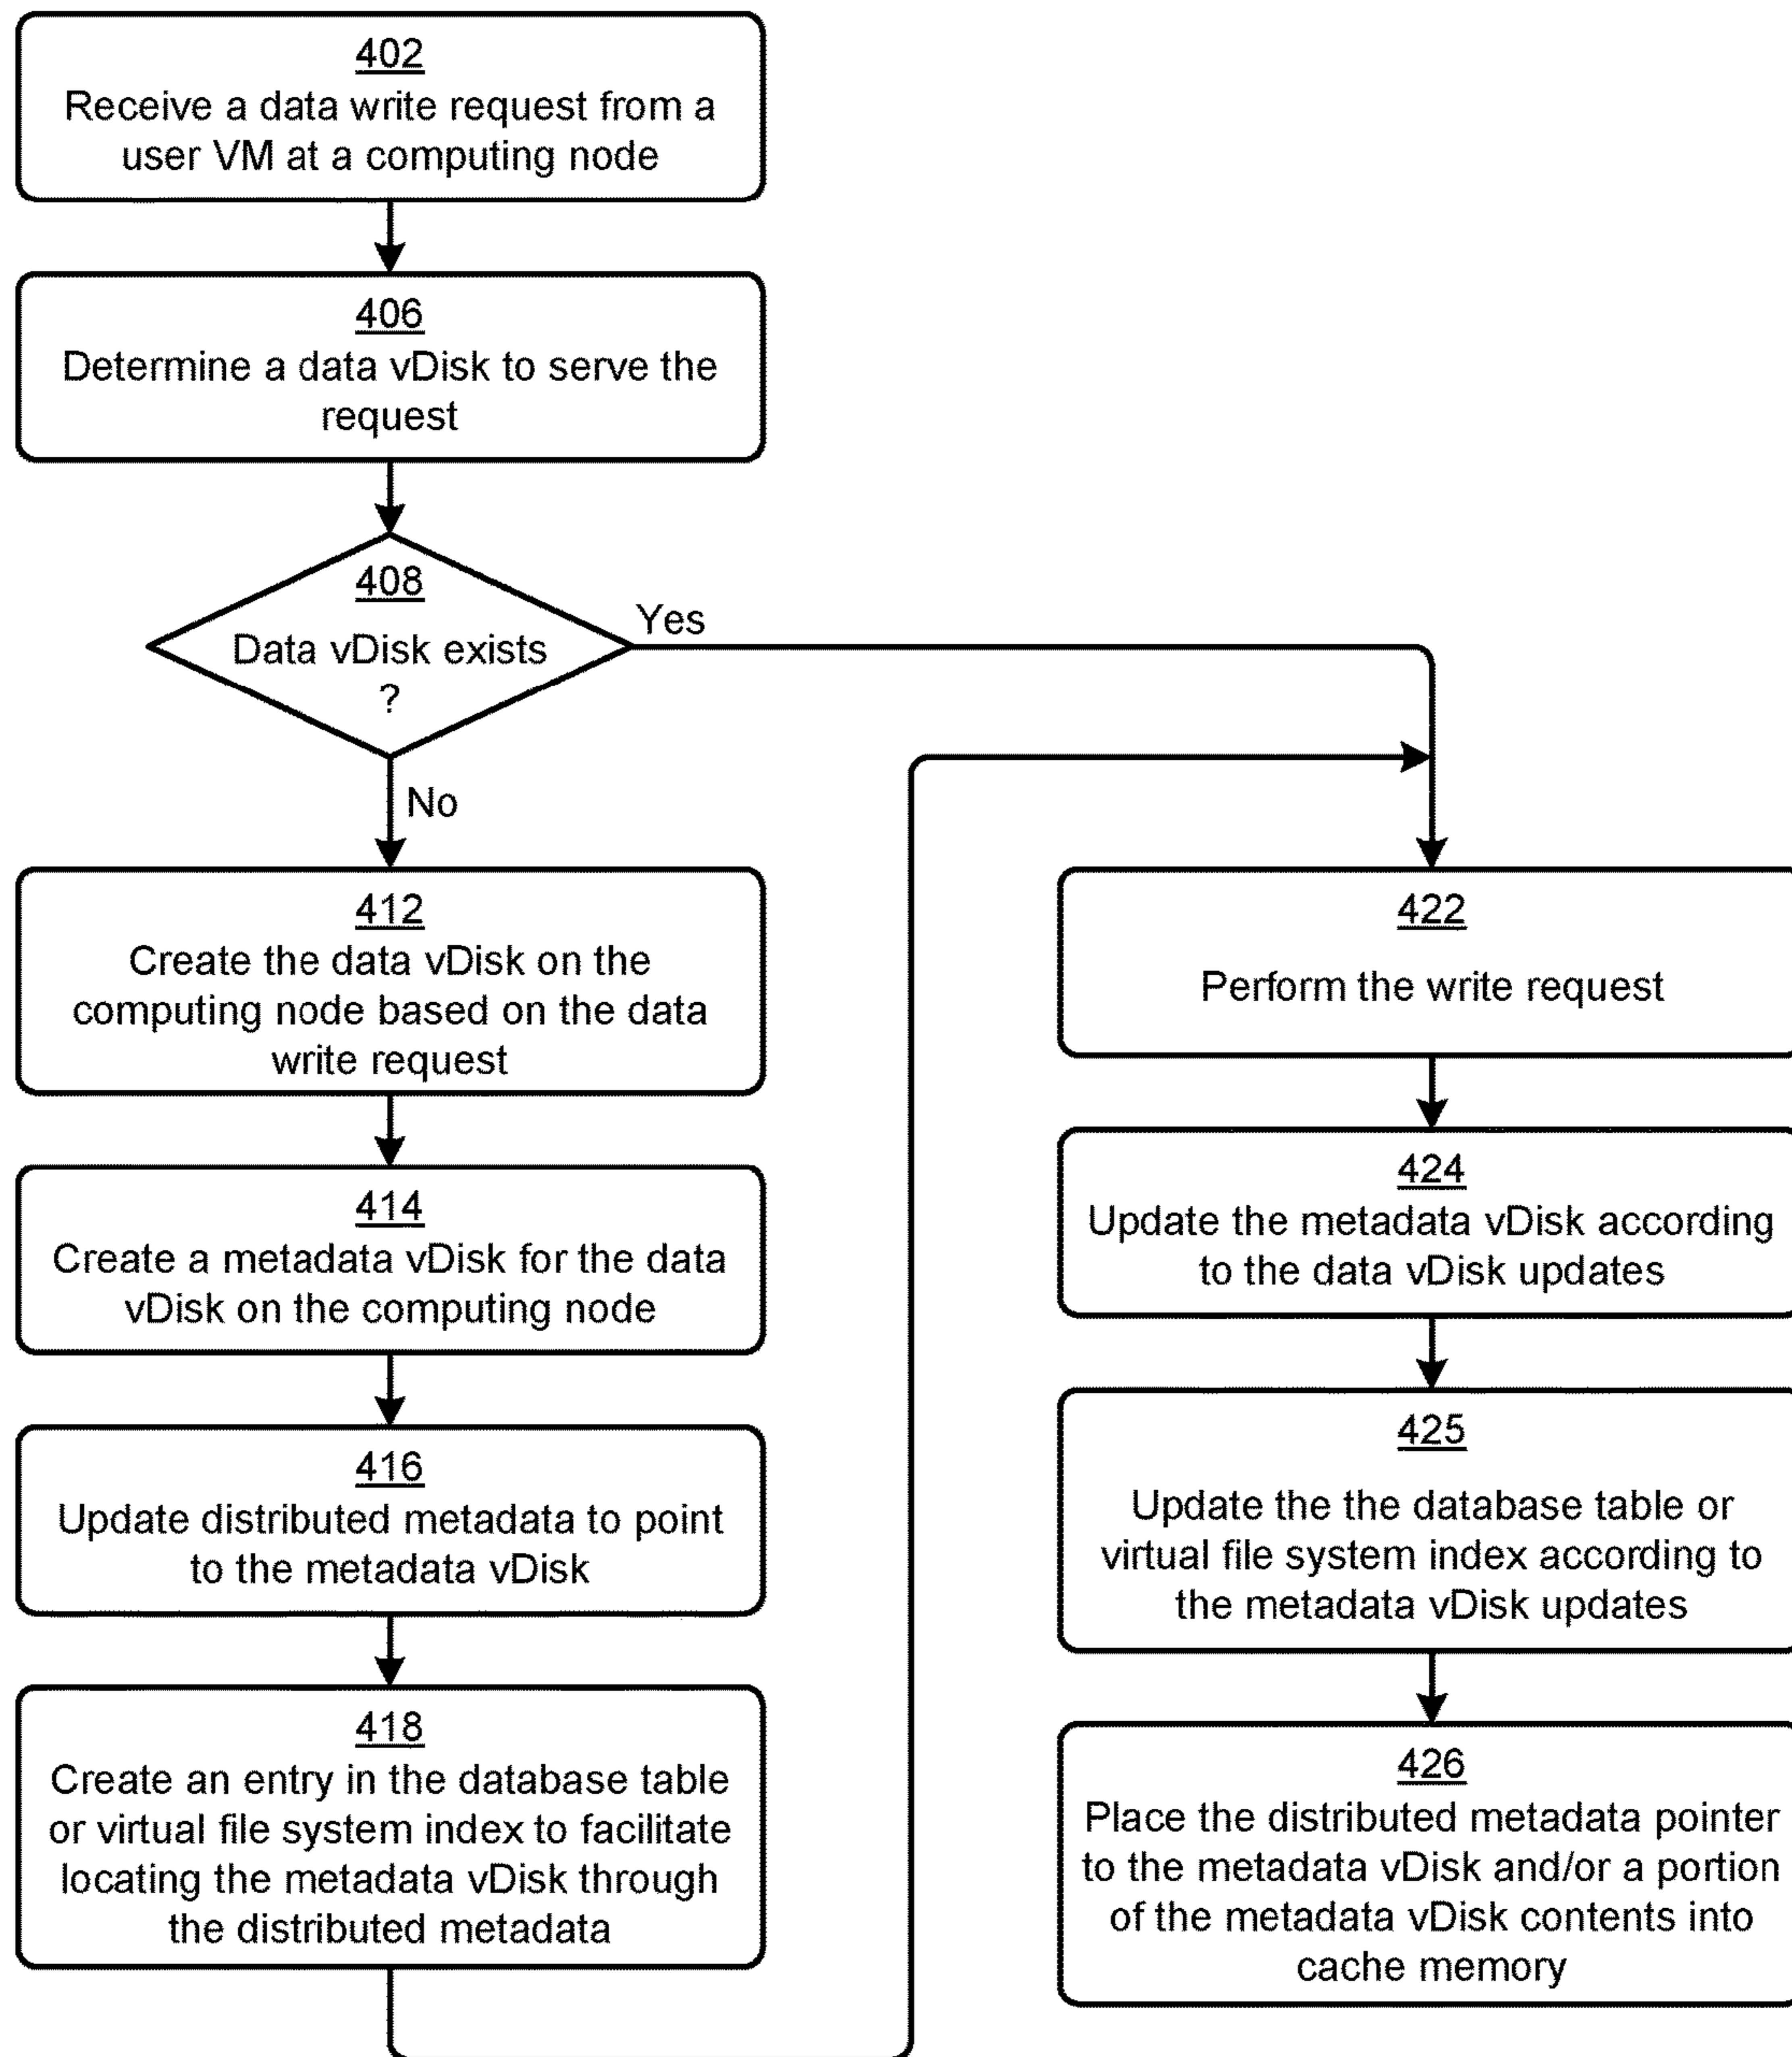 402
Receive a data write request from a
user VM at a computing node
406
Determine a data vDisk to serve the
request
408
Data vDisk exists
?
Yes
No
412
Create the data vDisk on the
computing node based on the data
write request
414
Create a metadata vDisk for the data
vDisk on the computing node
416
Update distributed metadata to point
to the metadata vDisk
418
Create an entry in the database table
or virtual file system index to facilitate
locating the metadata vDisk through
the distributed metadata
422
Perform the write request
424
Update the metadata vDisk according
to the data vDisk updates
425
Update the the database table or
virtual file system index according to
the metadata vDisk updates
426
Place the distributed metadata pointer
to the metadata vDisk and/or a portion
of the metadata vDisk contents into
cache memory